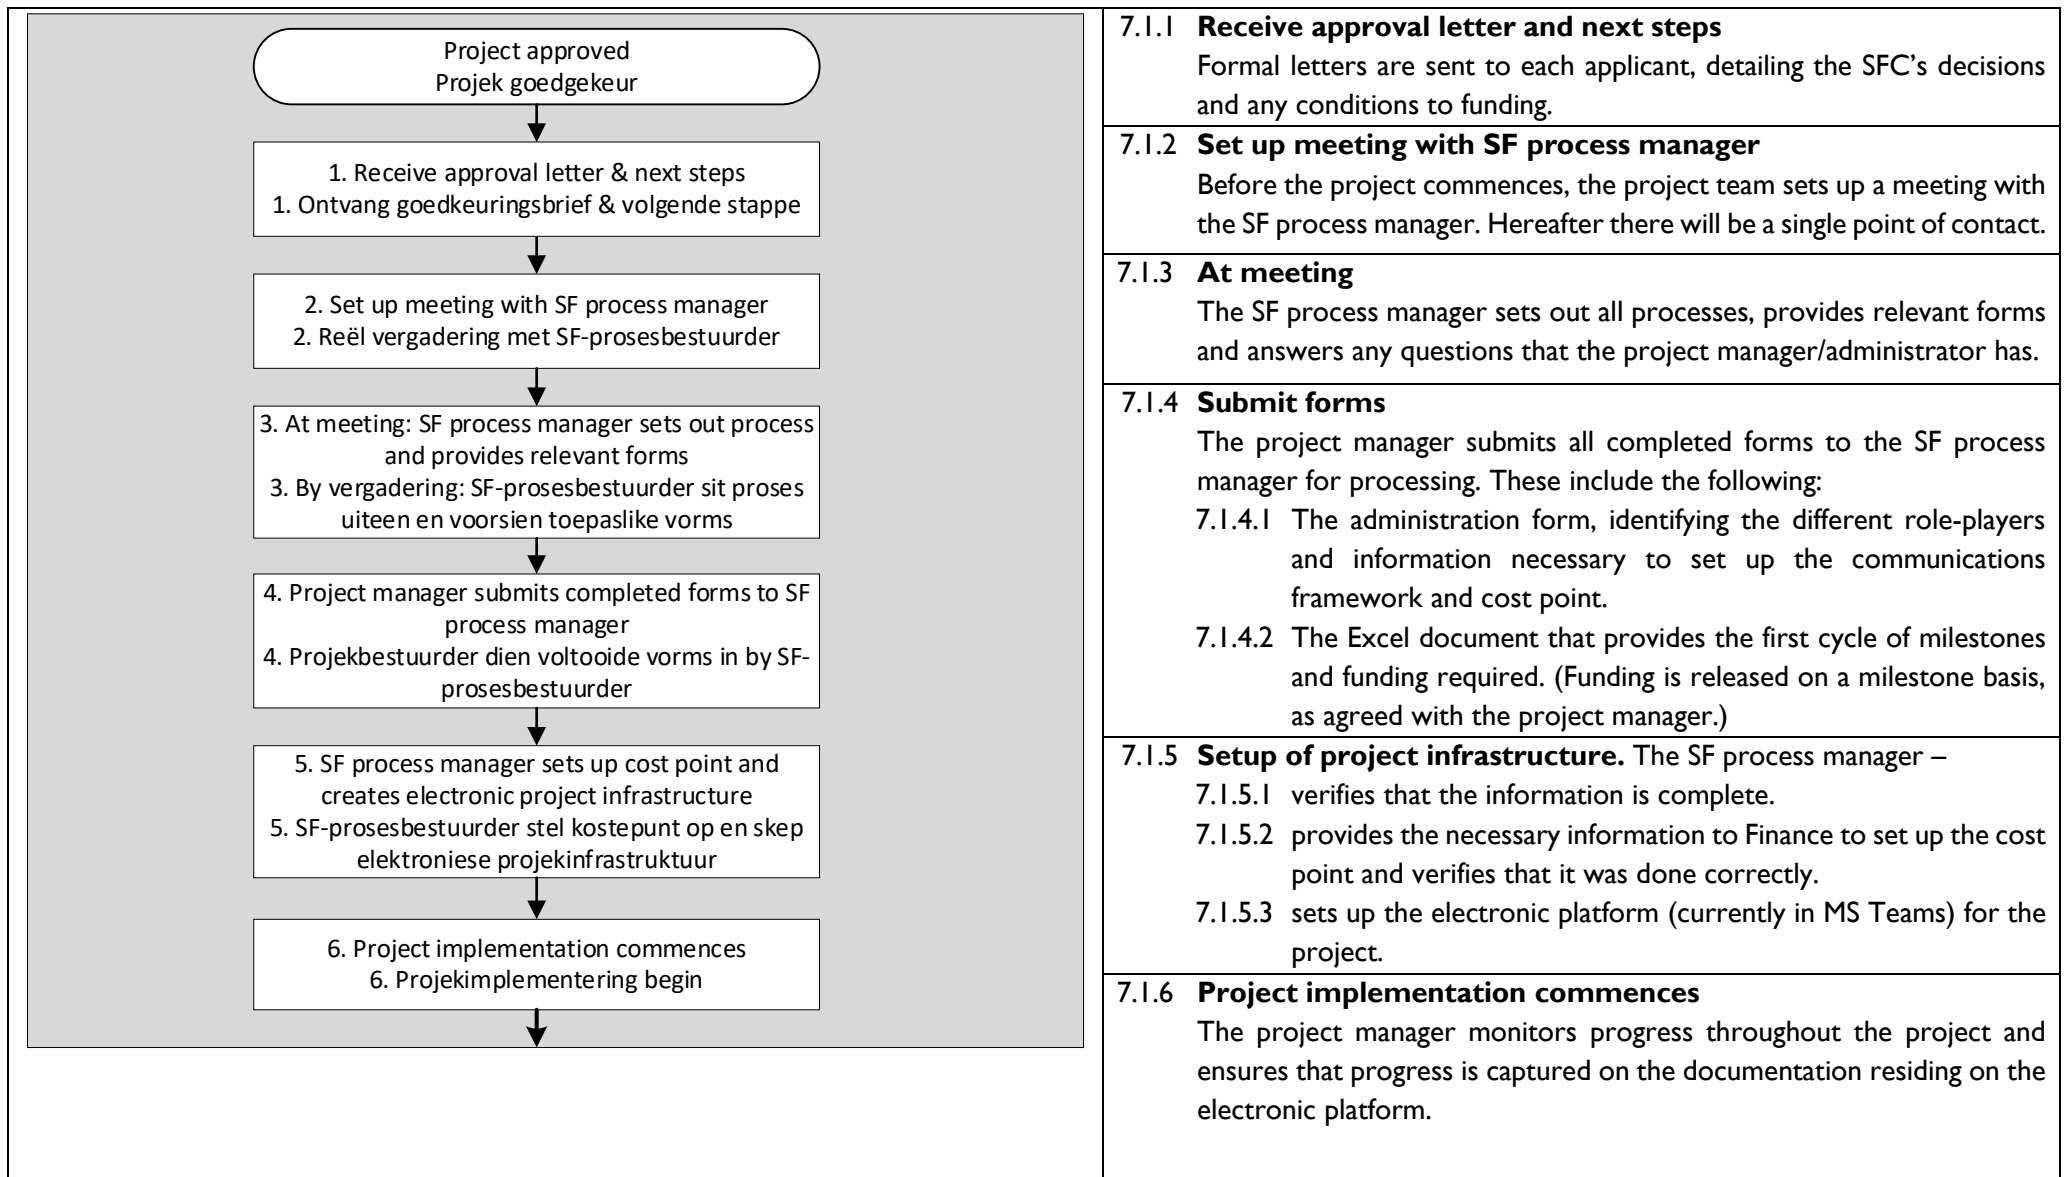 Project approved
Projek goedgekeur
1. Receive approval letter & next steps
1. Ontvang goedkeuringsbrief & volgende stappe
2. Set up meeting with SF process manager
2. Reël vergadering met SF-prosesbestuurder
3. At meeting: SF process manager sets out process
and provides relevant forms
3. By vergadering: SF-prosesbestuurder sit proses
uiteen en voorsien toepaslike vorms
4. Project manager submits completed forms to SF
process manager
4. Projekbestuurder dien voltooide vorms in by SF-
prosesbestuurder
5. SF process manager sets up cost point and
creates electronic project infrastructure
5. SF-prosesbestuurder stel kostepunt op en skep
elektroniese projekinfrastruktuur
6. Project implementation commences
6. Projekimplementering begin
7.1.1 Receive approval letter and next steps
Formal letters are sent to each applicant, detailing the SFC’s decisions
and any conditions to funding.
7.1.2 Set up meeting with SF process manager
Before the project commences, the project team sets up a meeting with
the SF process manager. Hereafter there will be a single point of contact.
7.1.3 At meeting
The SF process manager sets out all processes, provides relevant forms
and answers any questions that the project manager/administrator has.
7.1.4 Submit forms
The project manager submits all completed forms to the SF process
manager for processing. These include the following:
7.1.4.1 The administration form, identifying the different role-players
and information necessary to set up the communications
framework and cost point.
7.1.4.2 The Excel document that provides the first cycle of milestones
and funding required. (Funding is released on a milestone basis,
as agreed with the project manager.)
7.1.5 Setup of project infrastructure. The SF process manager –
7.1.5.1 verifies that the information is complete.
7.1.5.2 provides the necessary information to Finance to set up the cost
point and verifies that it was done correctly.
7.1.5.3 sets up the electronic platform (currently in MS Teams) for the
project.
7.1.6 Project implementation commences
The project manager monitors progress throughout the project and
ensures that progress is captured on the documentation residing on the
electronic platform.